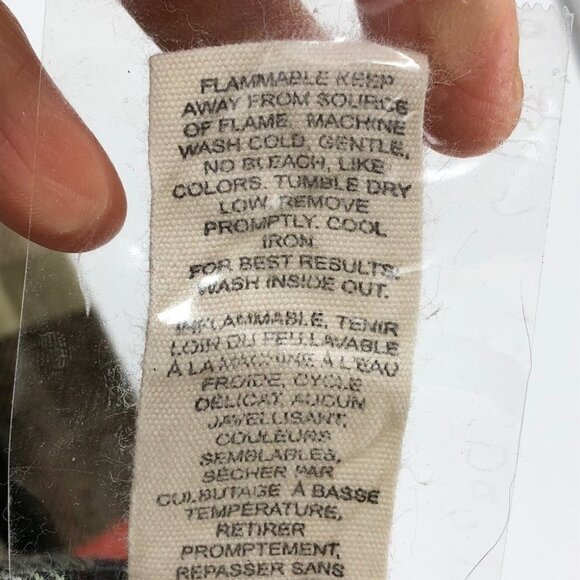 FLAMMABLE KEEP
AWAY FROM SOURCE
OF FLAME. MACHINE
WASH COLD, GENTLE,
NO BLEACH, LIKE
COLORS. TUMBLE DRY
LOW, REMOVE
PROMPTLY. COOL
IRON
FOR BEST RESULTS.
WASH INSIDE OUT.
INFLAMMABLE, TENIR
LOIN DU FEU LAVABLE
À LA MACHINE À L'EAU
FROIDE, CYCLE
DÉLICAT, AUCUN
JAVELLISANT,
COULEURS
SEMBLABLES,
SÉCHER PAR
CULBUTAGE À BASSE
TEMPÉRATURE,
RETIRER
PROMPTEMENT,
REPASSER SANS